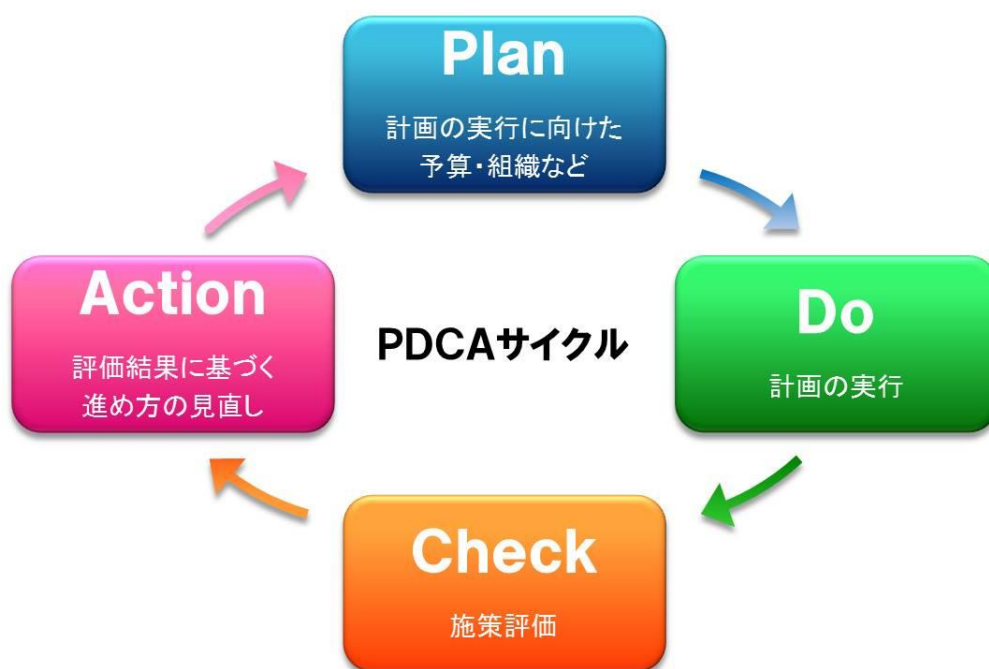 Plan
計画の実行に向けた
予算・組織など
Action
評価結果に基づく
進め方の見直し
PDCAサイクル
Do
計画の実行
Check
施策評価